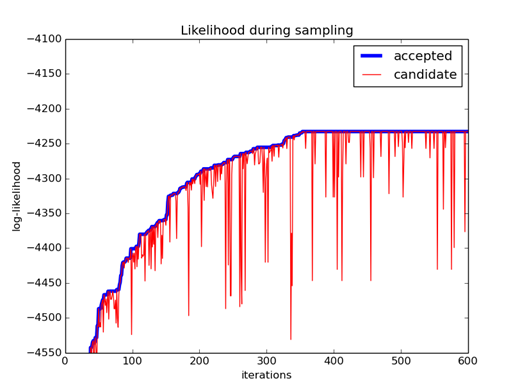 Likelihood during sampling
−4100
−4150
−4200
−4250
−4300
−4350
−4400
−4450
−4500
−4550
log-likelihood
accepted
candidate
0 100 200 300 400 500 600
iterations